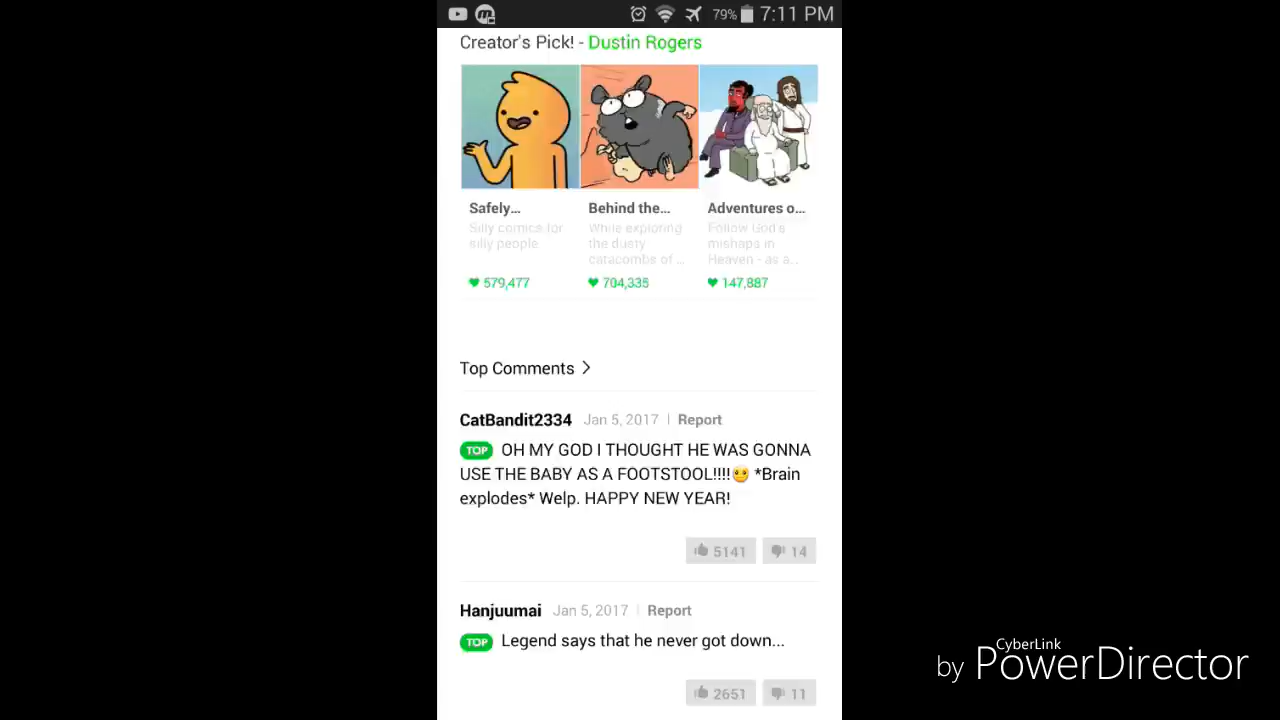 79% 7:11 PM
Creator's Pick! - Dustin Rogers
Safely...
Silly comics for
silly people
579,477
Behind the...
While exploring
the dusty
catacombs of ...
704,335
Adventures o...
Follow God's
mishaps in
Heaven - as a...
147,887
Top Comments >
CatBandit2334 Jan 5, 2017 | Report
TOP OH MY GOD I THOUGHT HE WAS GONNA
USE THE BABY AS A FOOTSTOOL!!!!😐 *Brain
explodes* Welp. HAPPY NEW YEAR!
5141 14
Hanjuumai Jan 5, 2017 | Report
TOP Legend says that he never got down...
2651 11
CyberLink
by PowerDirector